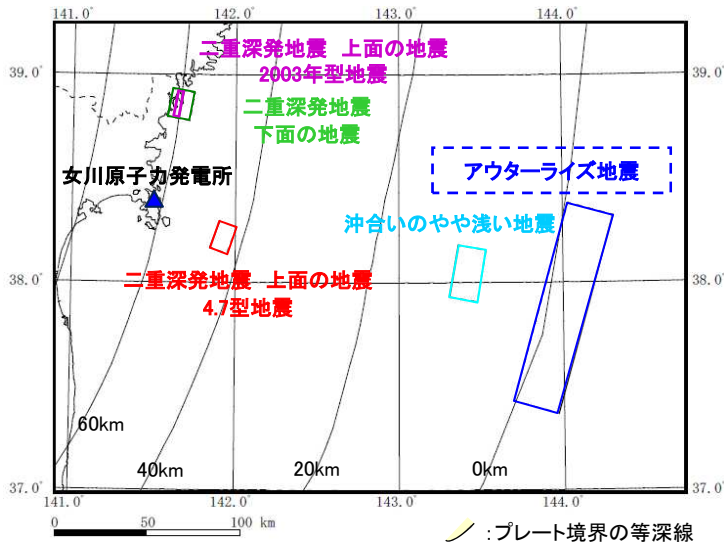 141.0°
142.0°
143.0°
144.0°
39.0°
二重深発地震 上面の地震
2003年型地震
二重深発地震
下面の地震
女川原子力発電所
アウターライズ地震
沖合いのやや浅い地震
38.0°
二重深発地震 上面の地震
4.7型地震
60km
40km
20km
0km
37.0°
141.0°
142.0°
143.0°
144.0°
39.0°
38.0°
37.0°
0
50
100 km
:プレート境界の等深線